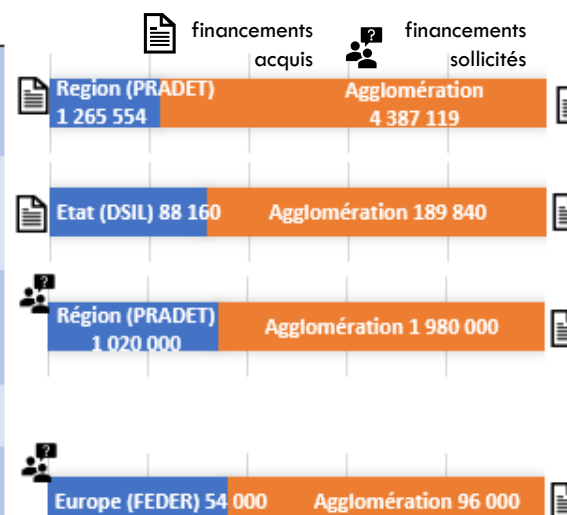 financements
acquis
financements
sollicités
Region (PRADET)
1 265 554
Agglomération
4 387 119
Etat (DSIL) 88 160
Agglomération 189 840
?
Région (PRADET)
1 020 000
Agglomération 1 980 000
?
Europe (FEDER) 54 000
Agglomération 96 000